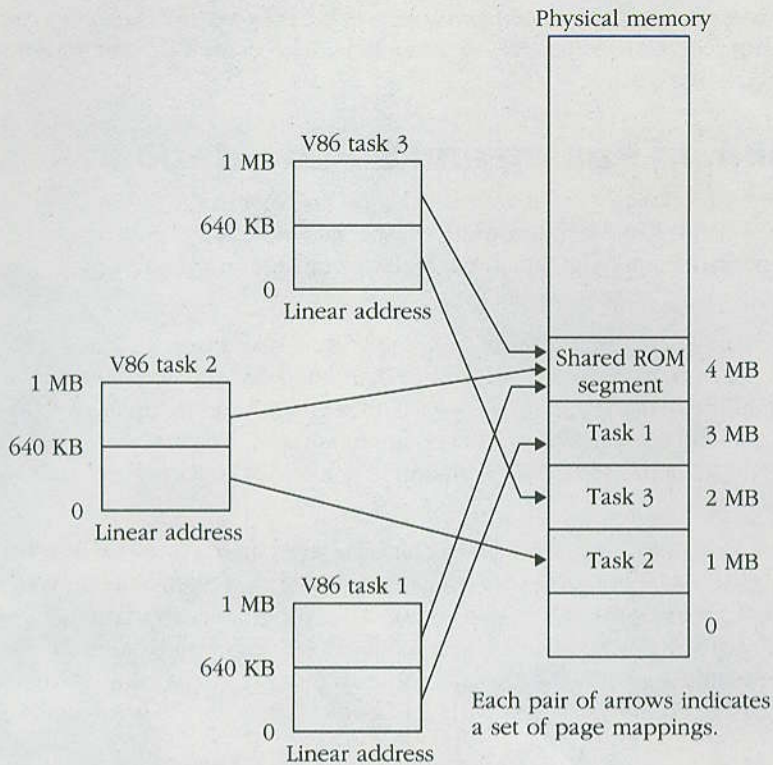 Physical memory
V86 task 3
1 MB
640 KB
0
Linear address
V86 task 2
1 MB
640 KB
0
Linear address
V86 task 1
1 MB
640 KB
0
Linear address
Shared ROM
segment
4 MB
Task 1
3 MB
Task 3
2 MB
Task 2
1 MB
0
Each pair of arrows indicates
a set of page mappings.